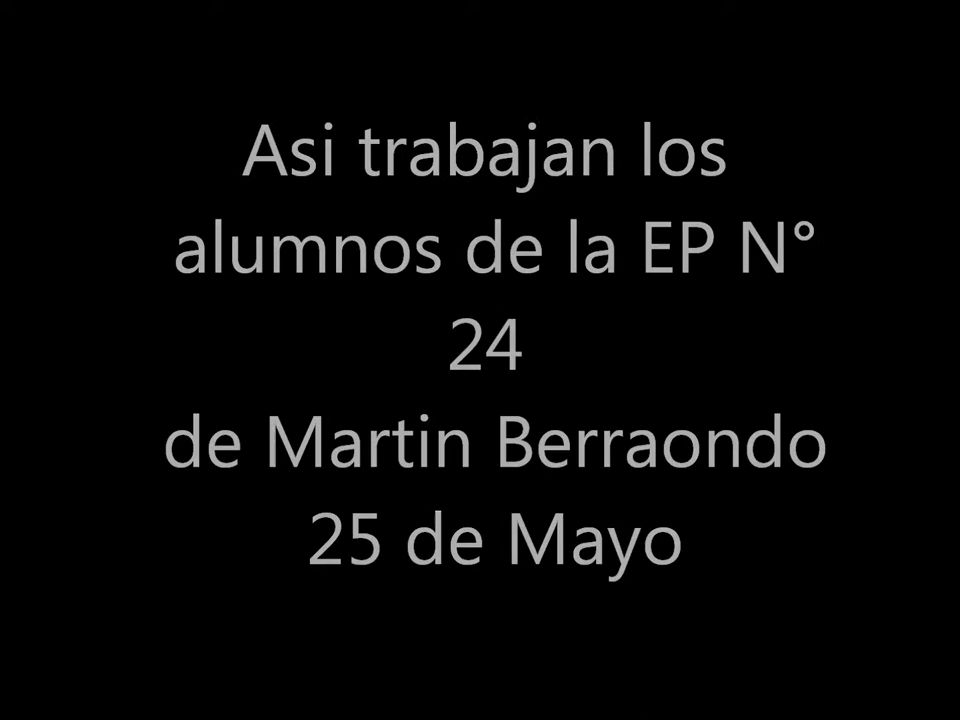 Asi trabajan los
alumnos de la EP N°
24
de Martin Berraondo
25 de Mayo